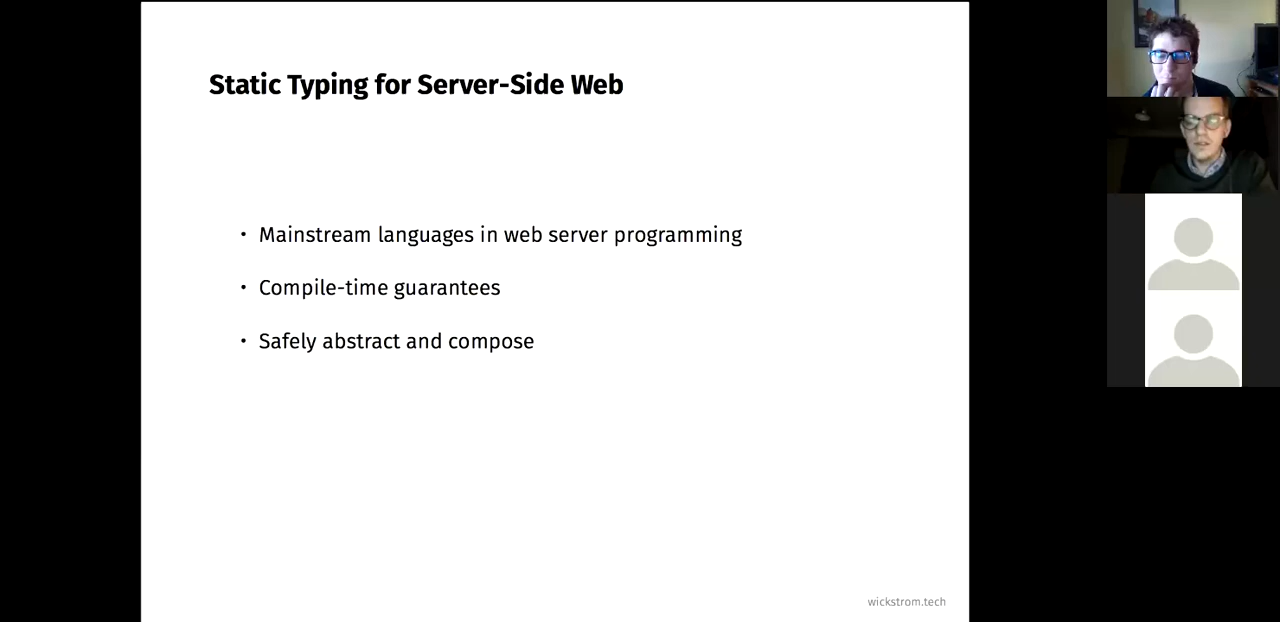 Static Typing for Server-Side Web
• Mainstream languages in web server programming
• Compile-time guarantees
• Safely abstract and compose
wickstrom.tech